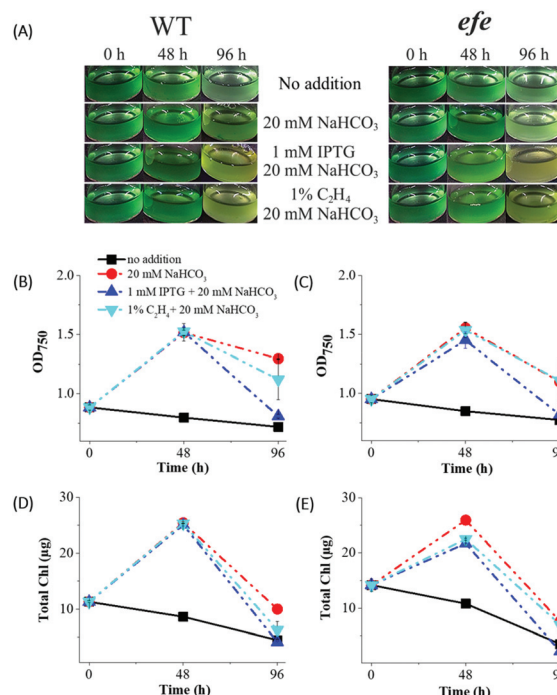 (A)
WT
efe
0 h 48 h 96 h
0 h 48 h 96 h
No addition
20 mM NaHCO₃
1 mM IPTG
20 mM NaHCO₃
1% C₂H₄
20 mM NaHCO₃
(B)
no addition
20 mM NaHCO₃
1 mM IPTG + 20 mM NaHCO₃
1% C₂H₄+ 20 mM NaHCO₃
2.0
1.5
1.0
OD₇₅₀
0 48 96
Time (h)
(C)
2.0
1.5
1.0
OD₇₅₀
0 48 9
Time (h)
(D)
30
20
10
Total Chl (µg)
0 48 96
Time (h)
(E)
30
20
10
Total Chl (µg)
0 48 9
Time (h)